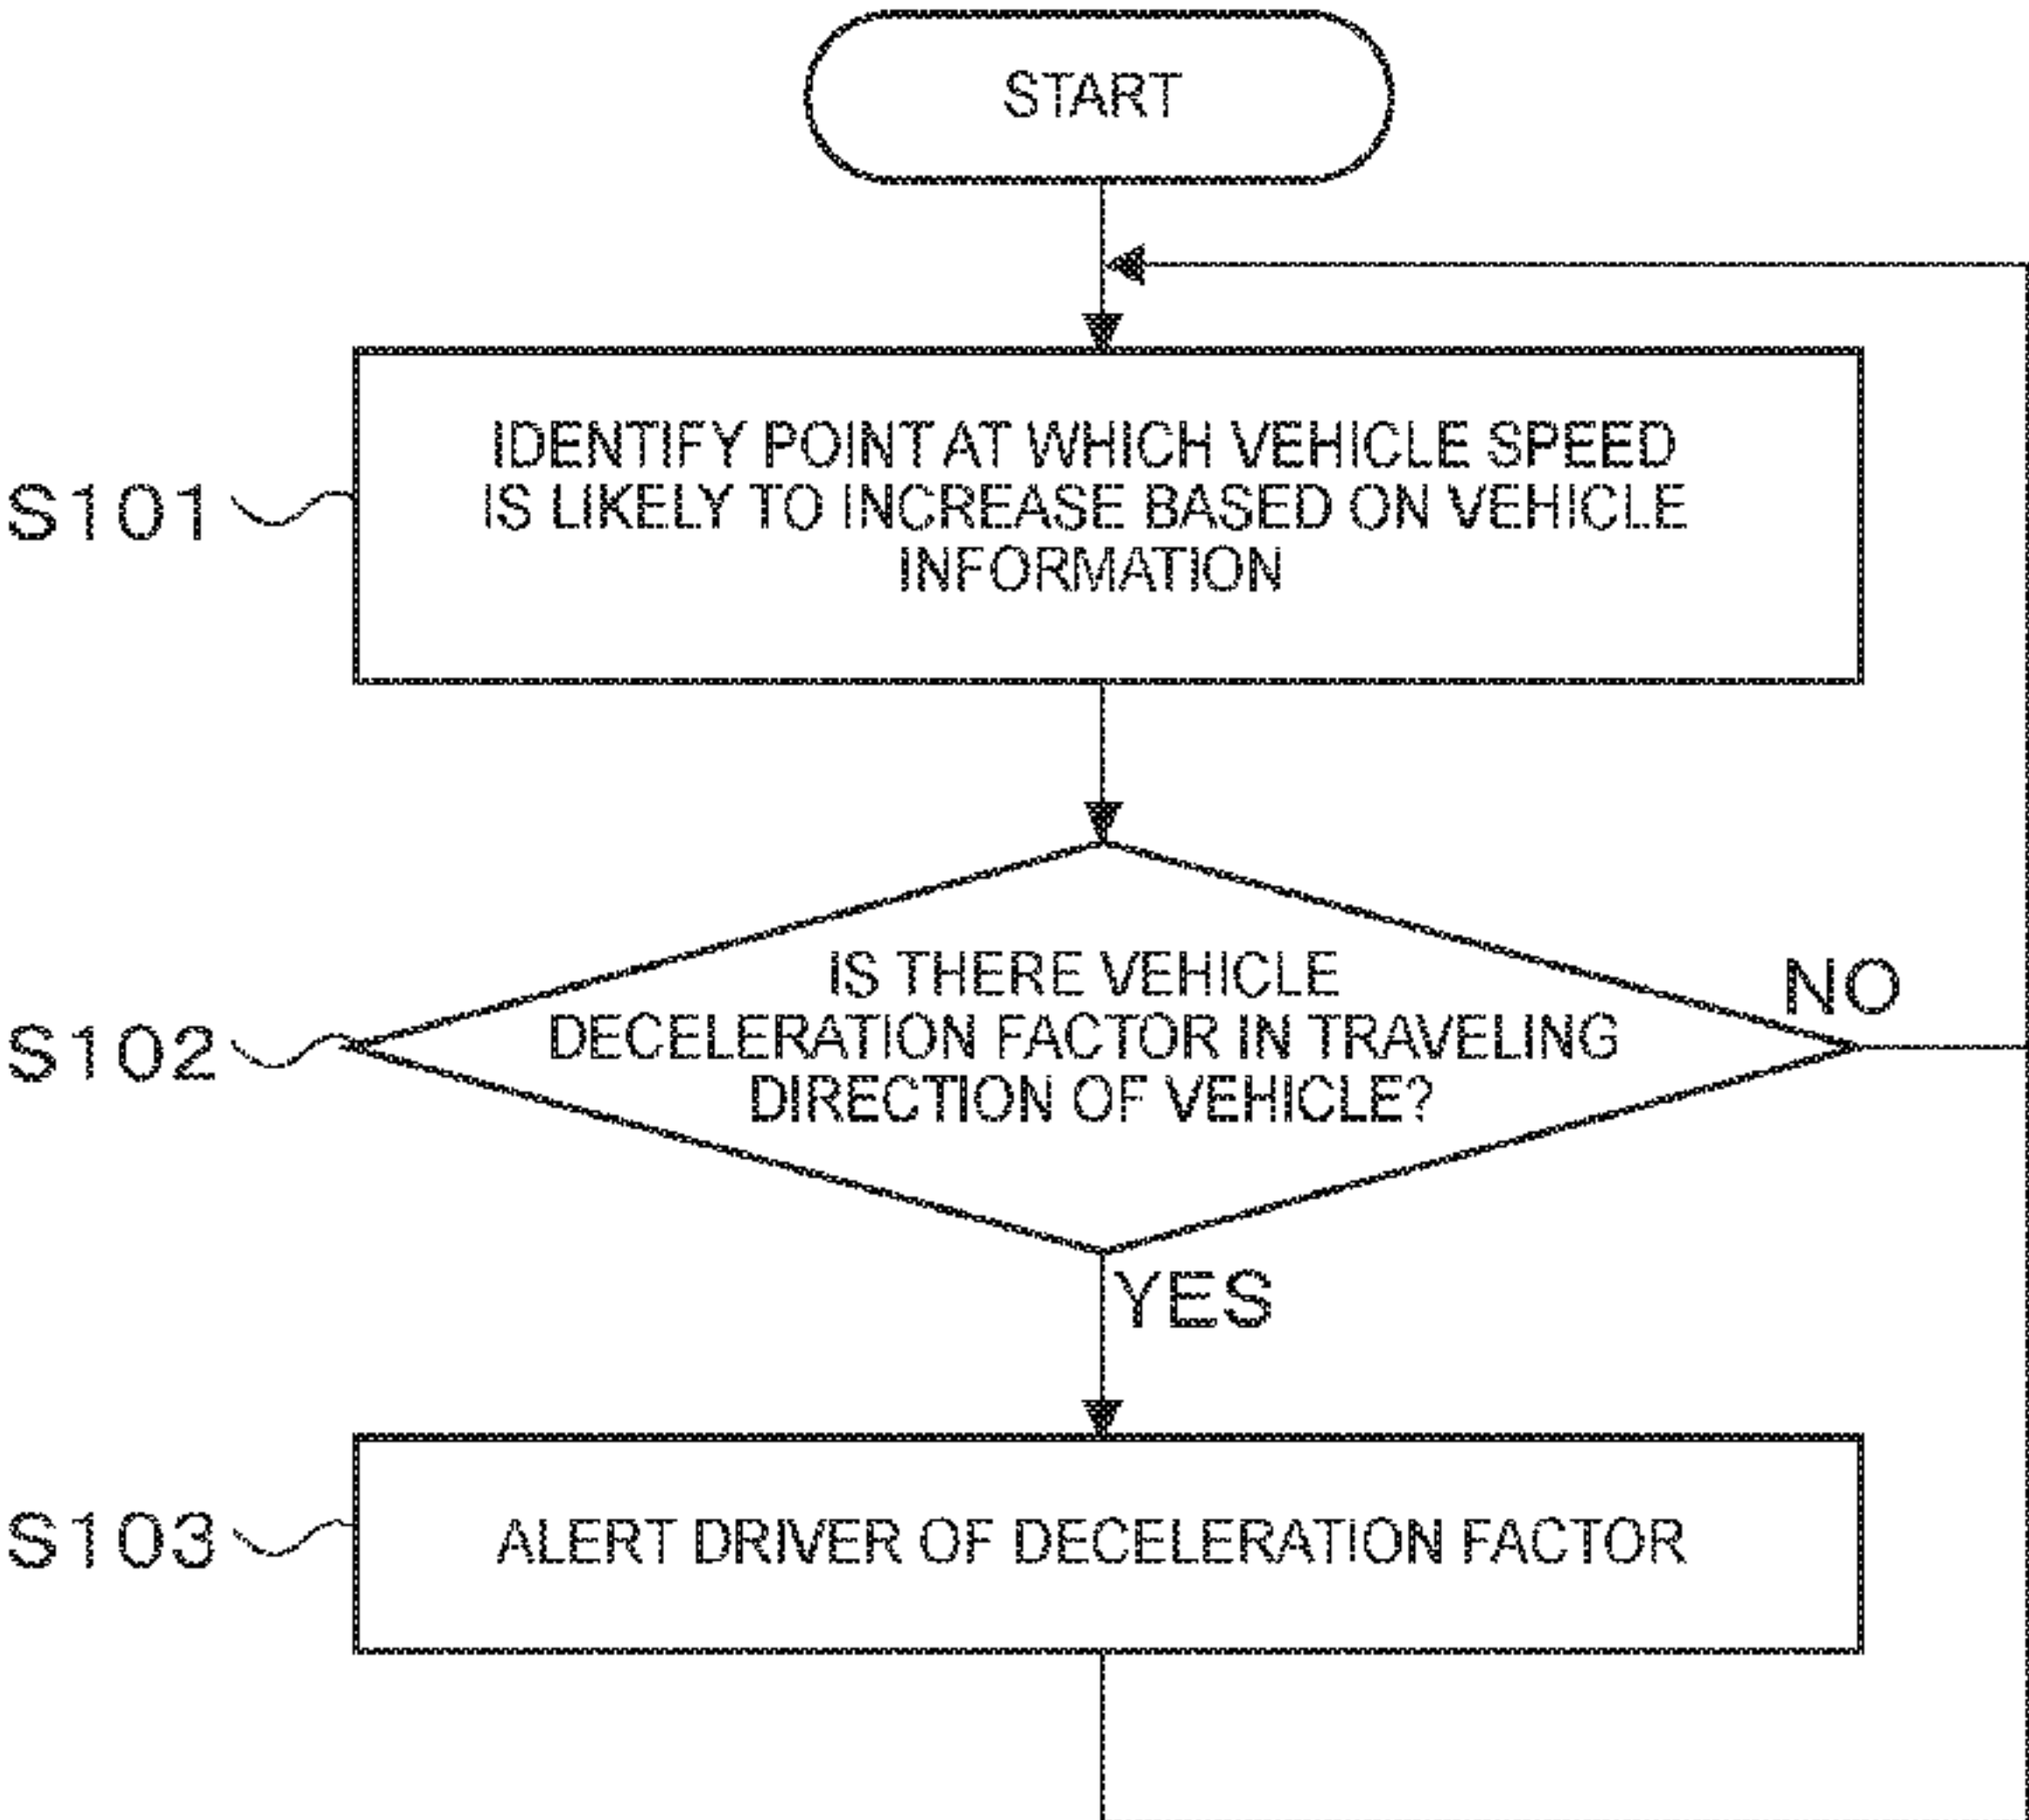 START
IDENTIFY POINT AT WHICH VEHICLE SPEED
IS LIKELY TO INCREASE BASED ON VEHICLE
INFORMATION
S101
IS THERE VEHICLE
DECELERATION FACTOR IN TRAVELING
DIRECTION OF VEHICLE?
NO
S102
YES
ALERT DRIVER OF DECELERATION FACTOR
S103